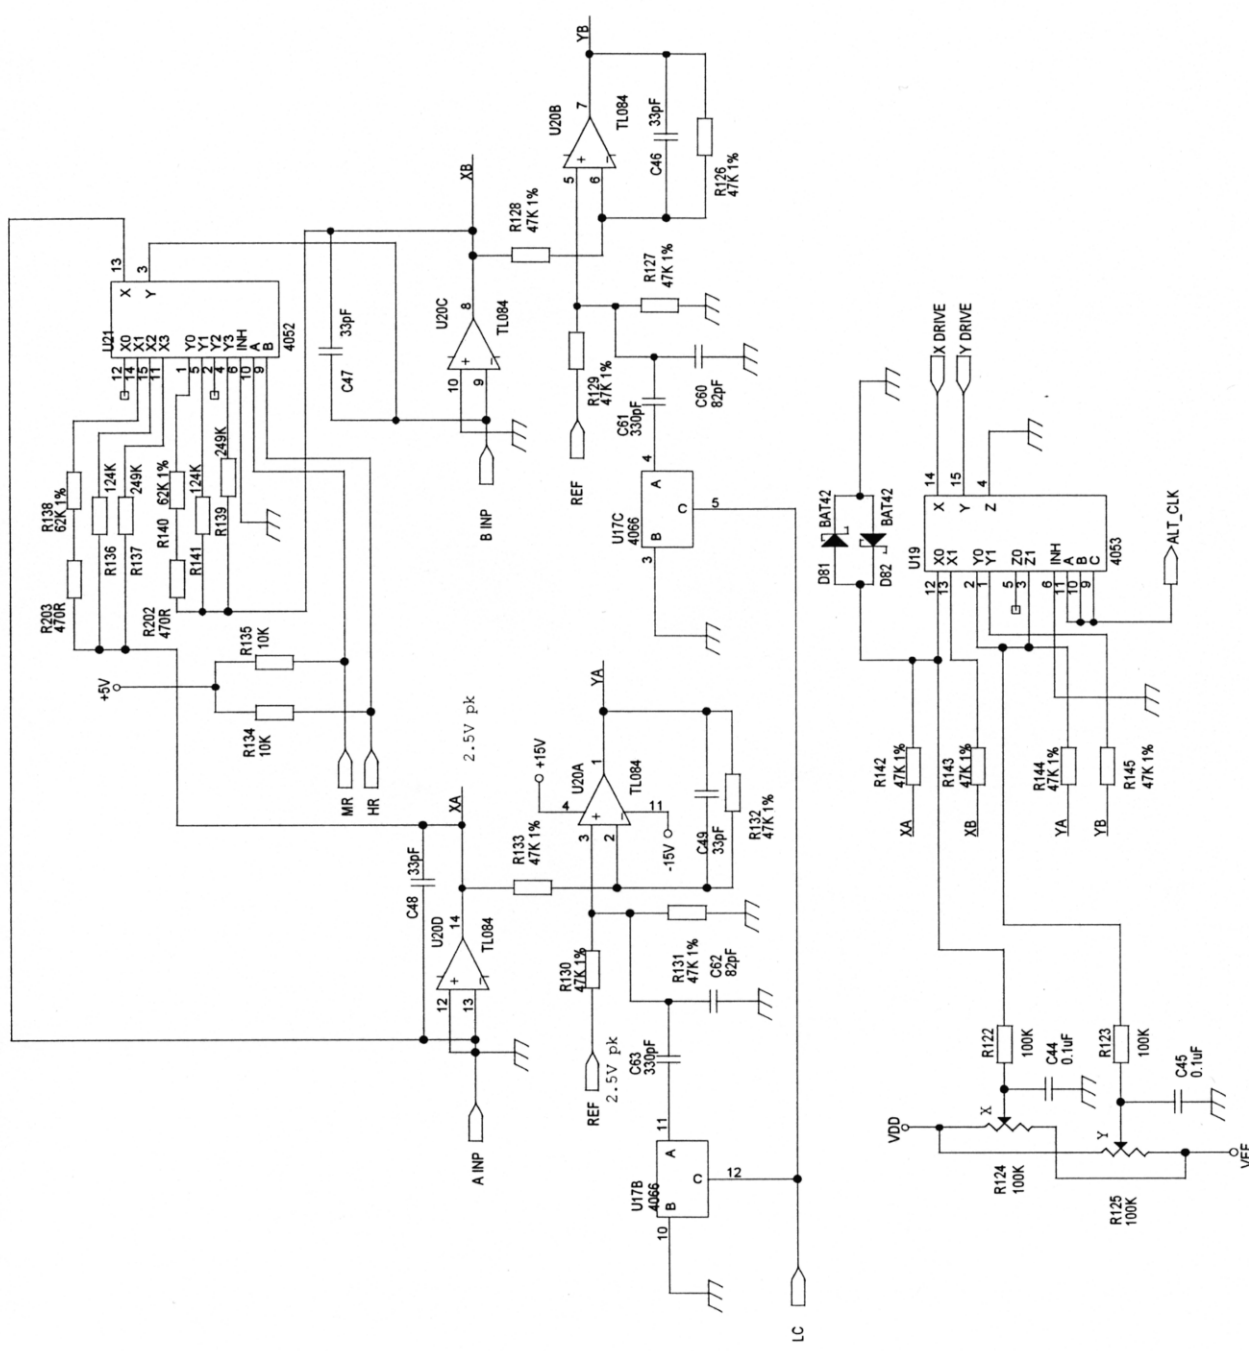 YB
U20B
TL084
7
5
6
+
-
33pF
C46
R126
47K 1%
XB
R128
47K 1%
R127
47K 1%
U20C
TL084
8
10
9
+
-
R129
47K 1%
REF
C61
330pF
C60
82pF
U21
4052
13
3
X
Y
X0
X1
X2
X3
Y0
Y1
Y2
Y3
INH
A
B
12
14
15
11
1
5
2
4
6
10
9
33pF
C47
B INP
R138
62K 1%
R203
470R
R136
124K
R137
249K
R140
62K 1%
R202
470R
R141
124K
R139
249K
+5V
R135
10K
R134
10K
MR
HR
U17C
4066
A
B
C
4
3
5
2.5V pk
XA
YA
U20A
TL084
+15V
-15V
1
4
11
3
2
+
-
C49
33pF
R132
47K 1%
R133
47K 1%
33pF
C48
U20D
TL084
14
12
13
+
-
R130
47K 1%
R131
47K 1%
C62
82pF
C63
330pF
REF
2.5V pk
A INP
U17B
4066
A
B
C
11
10
12
LC
X DRIVE
Y DRIVE
BAT42
BAT42
D81
D82
U19
4053
14
15
4
X
Y
Z
X0
X1
Y0
Y1
Z0
Z1
INH
A
B
C
12
13
2
1
5
3
6
11
10
9
ALT_CLK
R142
47K 1%
R143
47K 1%
R144
47K 1%
R145
47K 1%
XA
XB
YA
YB
R122
100K
C44
0.1uF
R123
100K
C45
0.1uF
VDD
X
Y
R124
100K
R125
100K
VEE